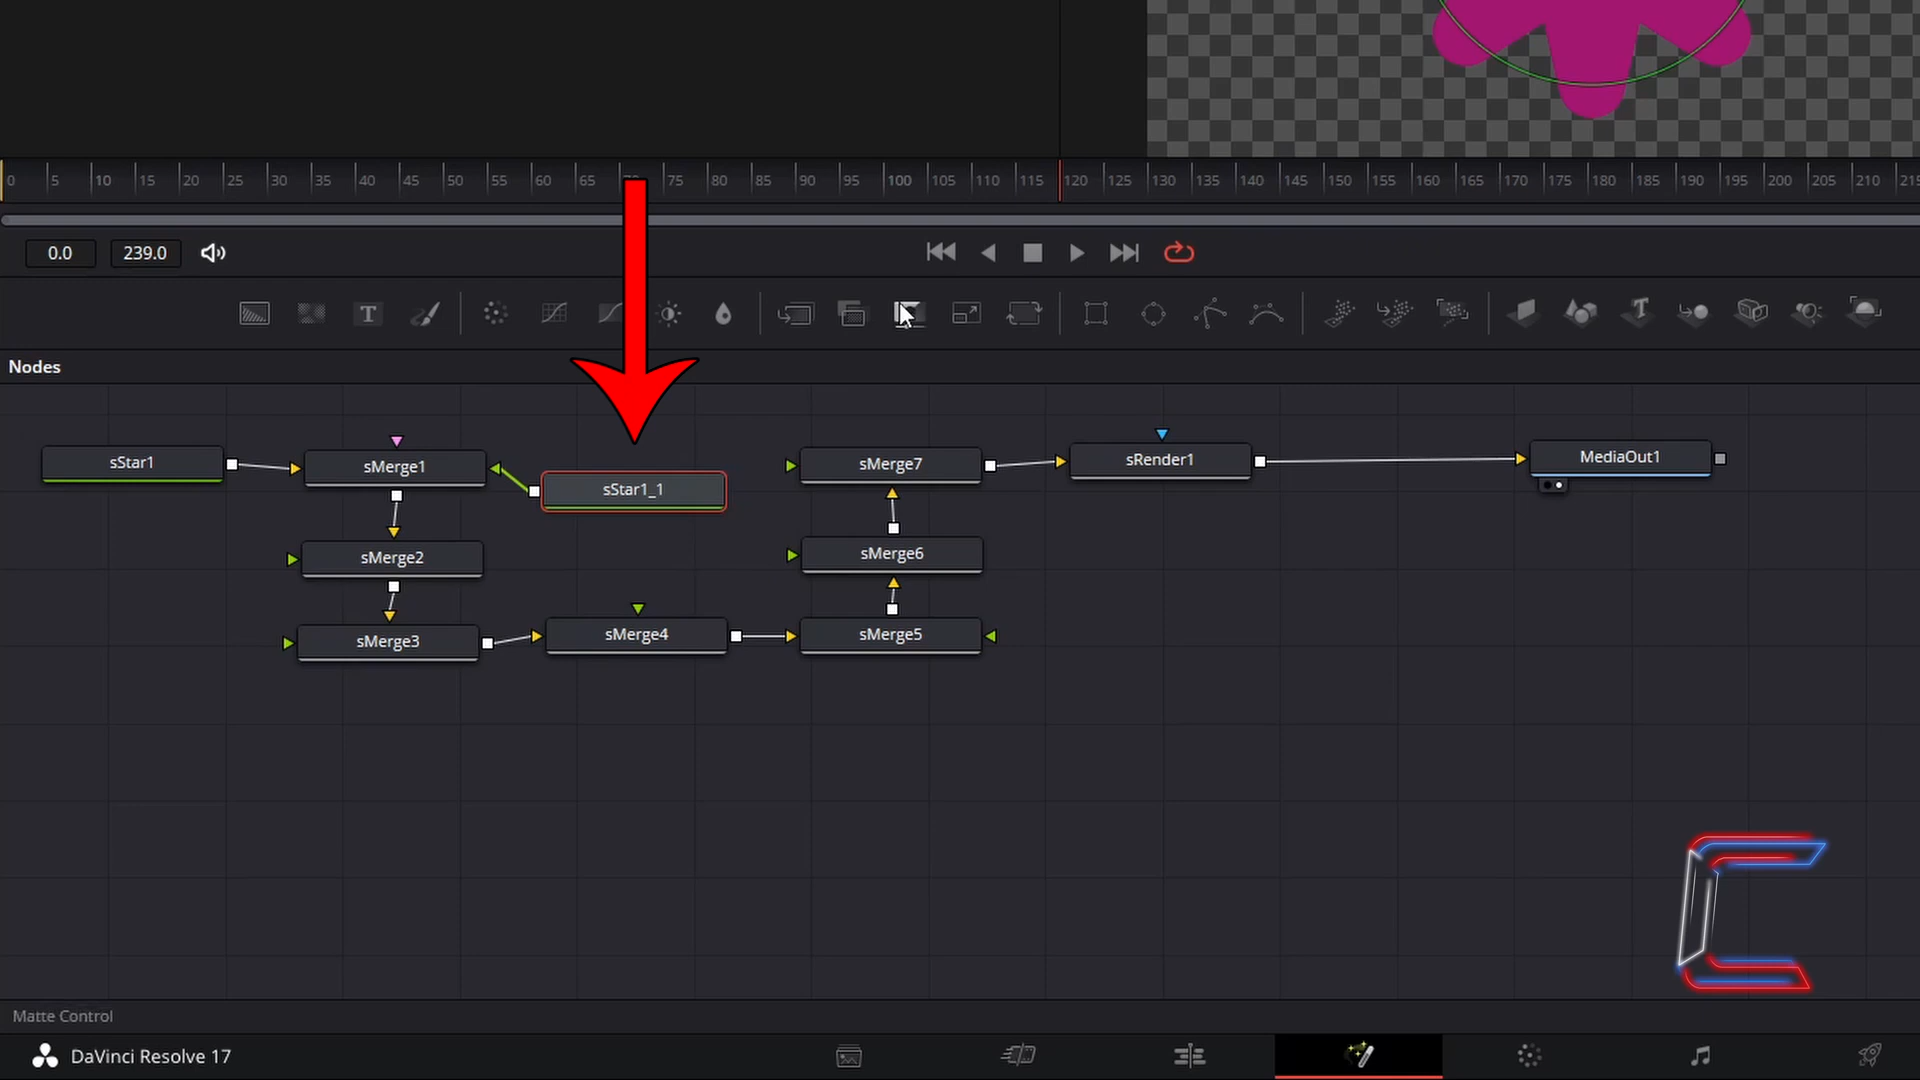 0 5 10 15 20 25 30 35 40 45 50 55 60 65 75 80 85 90 95 100 105 110 115 120 125 130 135 140 145 150 155 160 165 170 175 180 185 190 195 200 205 210 215
0.0 239.0
T T
Nodes
sStar1 sMerge1 sStar1_1 sMerge7 sRender1 MediaOut1
sMerge2 sMerge6
sMerge3 sMerge4 sMerge5
Matte Control
DaVinci Resolve 17